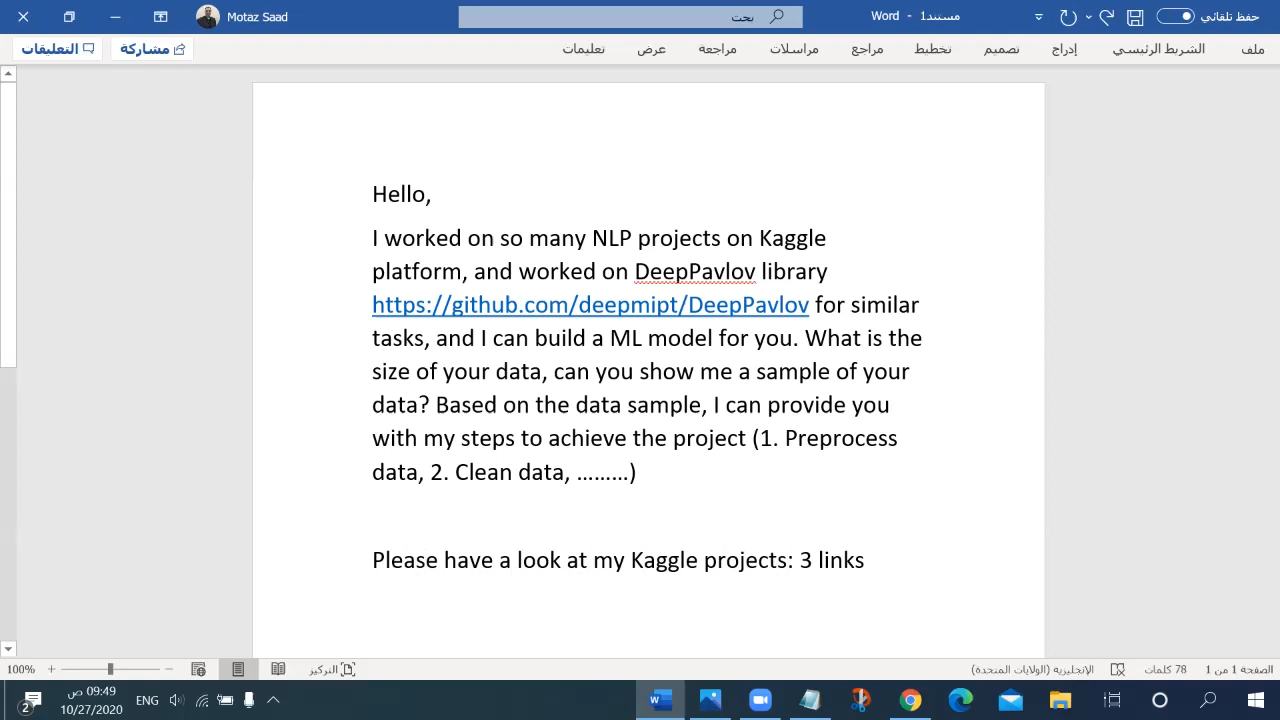 حفظ تلقائي
مستند1 - Word
بحث
Motaz Saad
ملف
الشريط الرئيسي
إدراج
تصميم
تخطيط
مراجع
مراسلات
مراجعة
عرض
تعليمات
مشاركة
التعليقات
Hello,
I worked on so many NLP projects on Kaggle
platform, and worked on DeepPavlov library
https://github.com/deepmipt/DeepPavlov for similar
tasks, and I can build a ML model for you. What is the
size of your data, can you show me a sample of your
data? Based on the data sample, I can provide you
with my steps to achieve the project (1. Preprocess
data, 2. Clean data, ………)
Please have a look at my Kaggle projects: 3 links
الصفحة 1 من 1
78 كلمات
الإنجليزية (الولايات المتحدة)
التركيز
100%
ENG
09:49 ص
10/27/2020
2